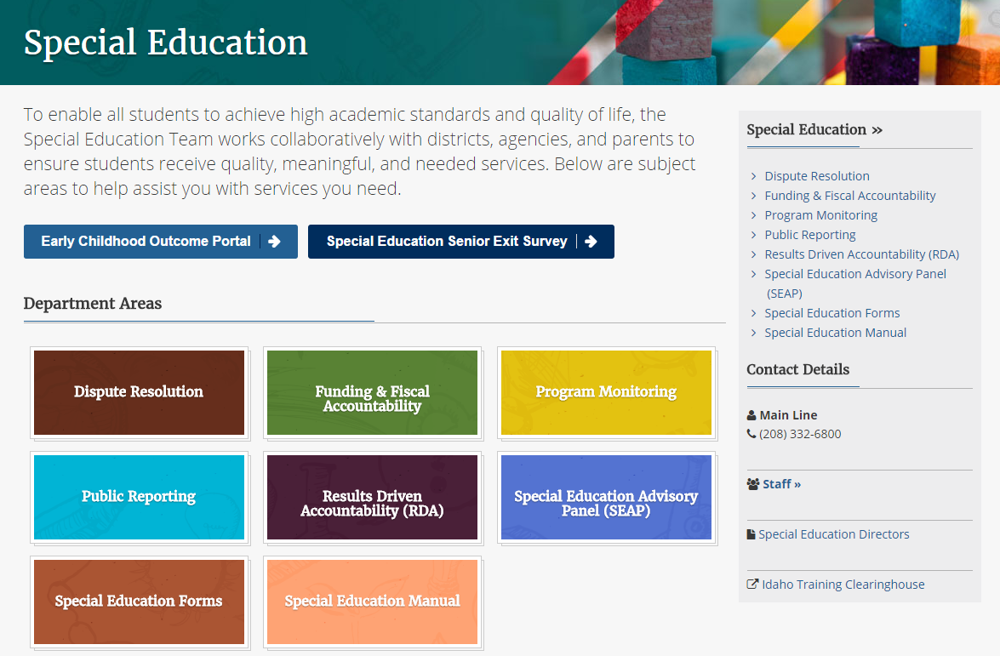 Special Education
To enable all students to achieve high academic standards and quality of life, the
Special Education Team works collaboratively with districts, agencies, and parents to
ensure students receive quality, meaningful, and needed services. Below are subject
areas to help assist you with services you need.
Early Childhood Outcome Portal
Special Education Senior Exit Survey
Department Areas
Dispute Resolution
Funding & Fiscal
Accountability
Program Monitoring
Public Reporting
Results Driven
Accountability (RDA)
Special Education Advisory
Panel (SEAP)
Special Education Forms
Special Education Manual
Special Education »
Dispute Resolution
Funding & Fiscal Accountability
Program Monitoring
Public Reporting
Results Driven Accountability (RDA)
Special Education Advisory Panel
(SEAP)
Special Education Forms
Special Education Manual
Contact Details
Main Line
(208) 332-6800
Staff »
Special Education Directors
Idaho Training Clearinghouse